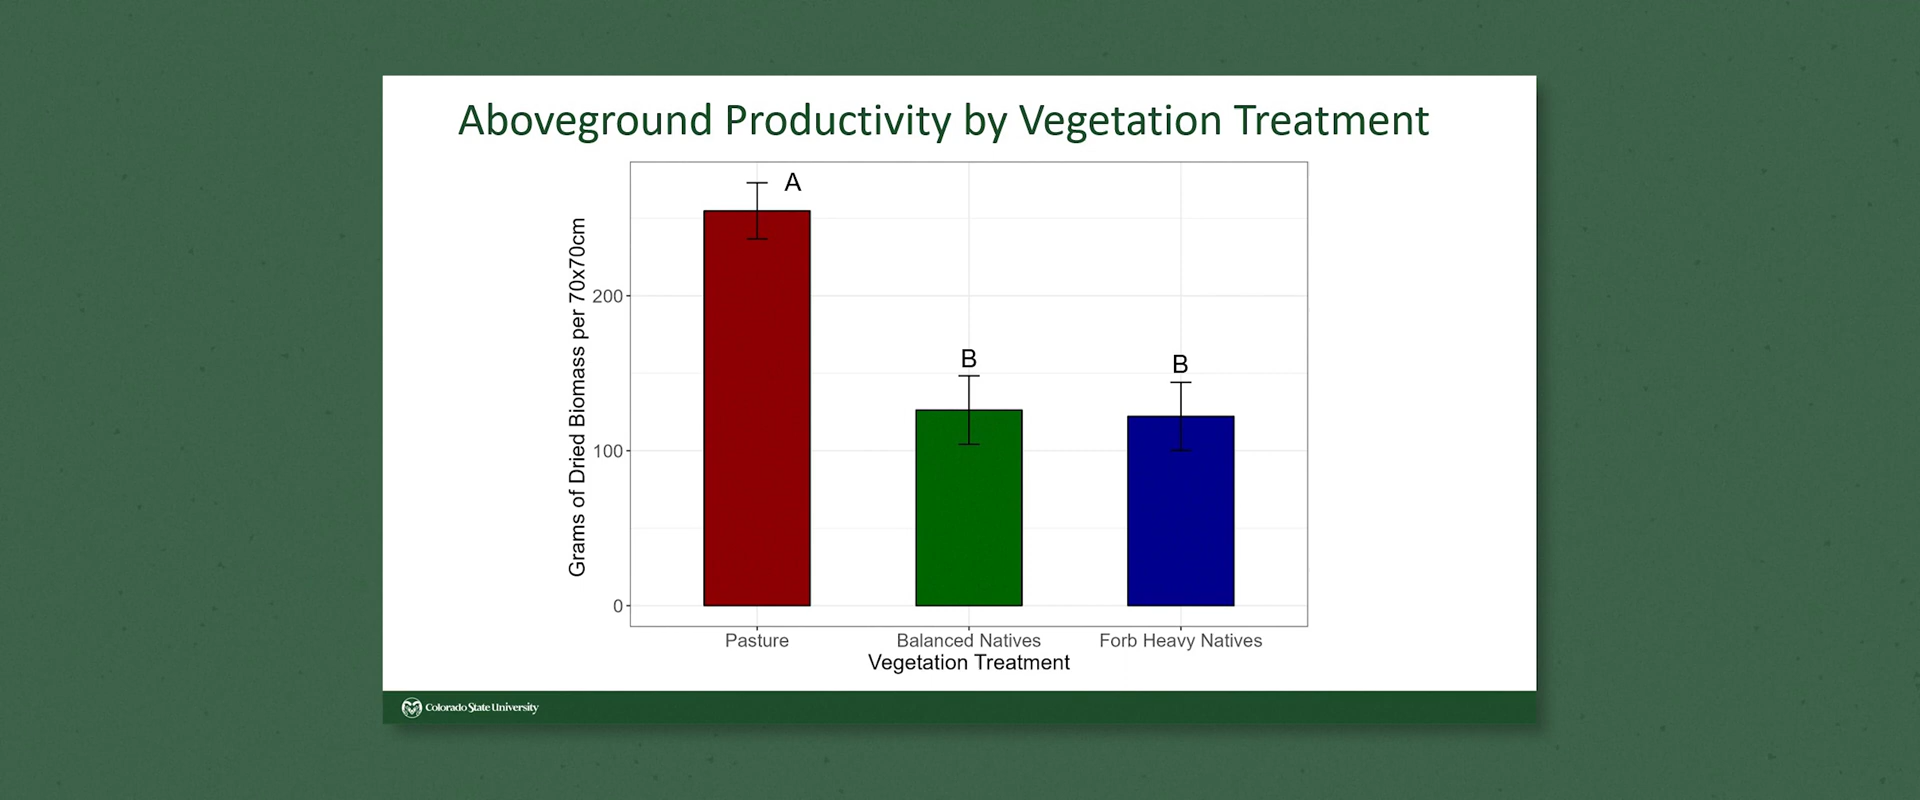 Aboveground Productivity by Vegetation Treatment
A
B
B
Grams of Dried Biomass per 70x70cm
200
100
0
Pasture
Balanced Natives
Forb Heavy Natives
Vegetation Treatment
Colorado State University